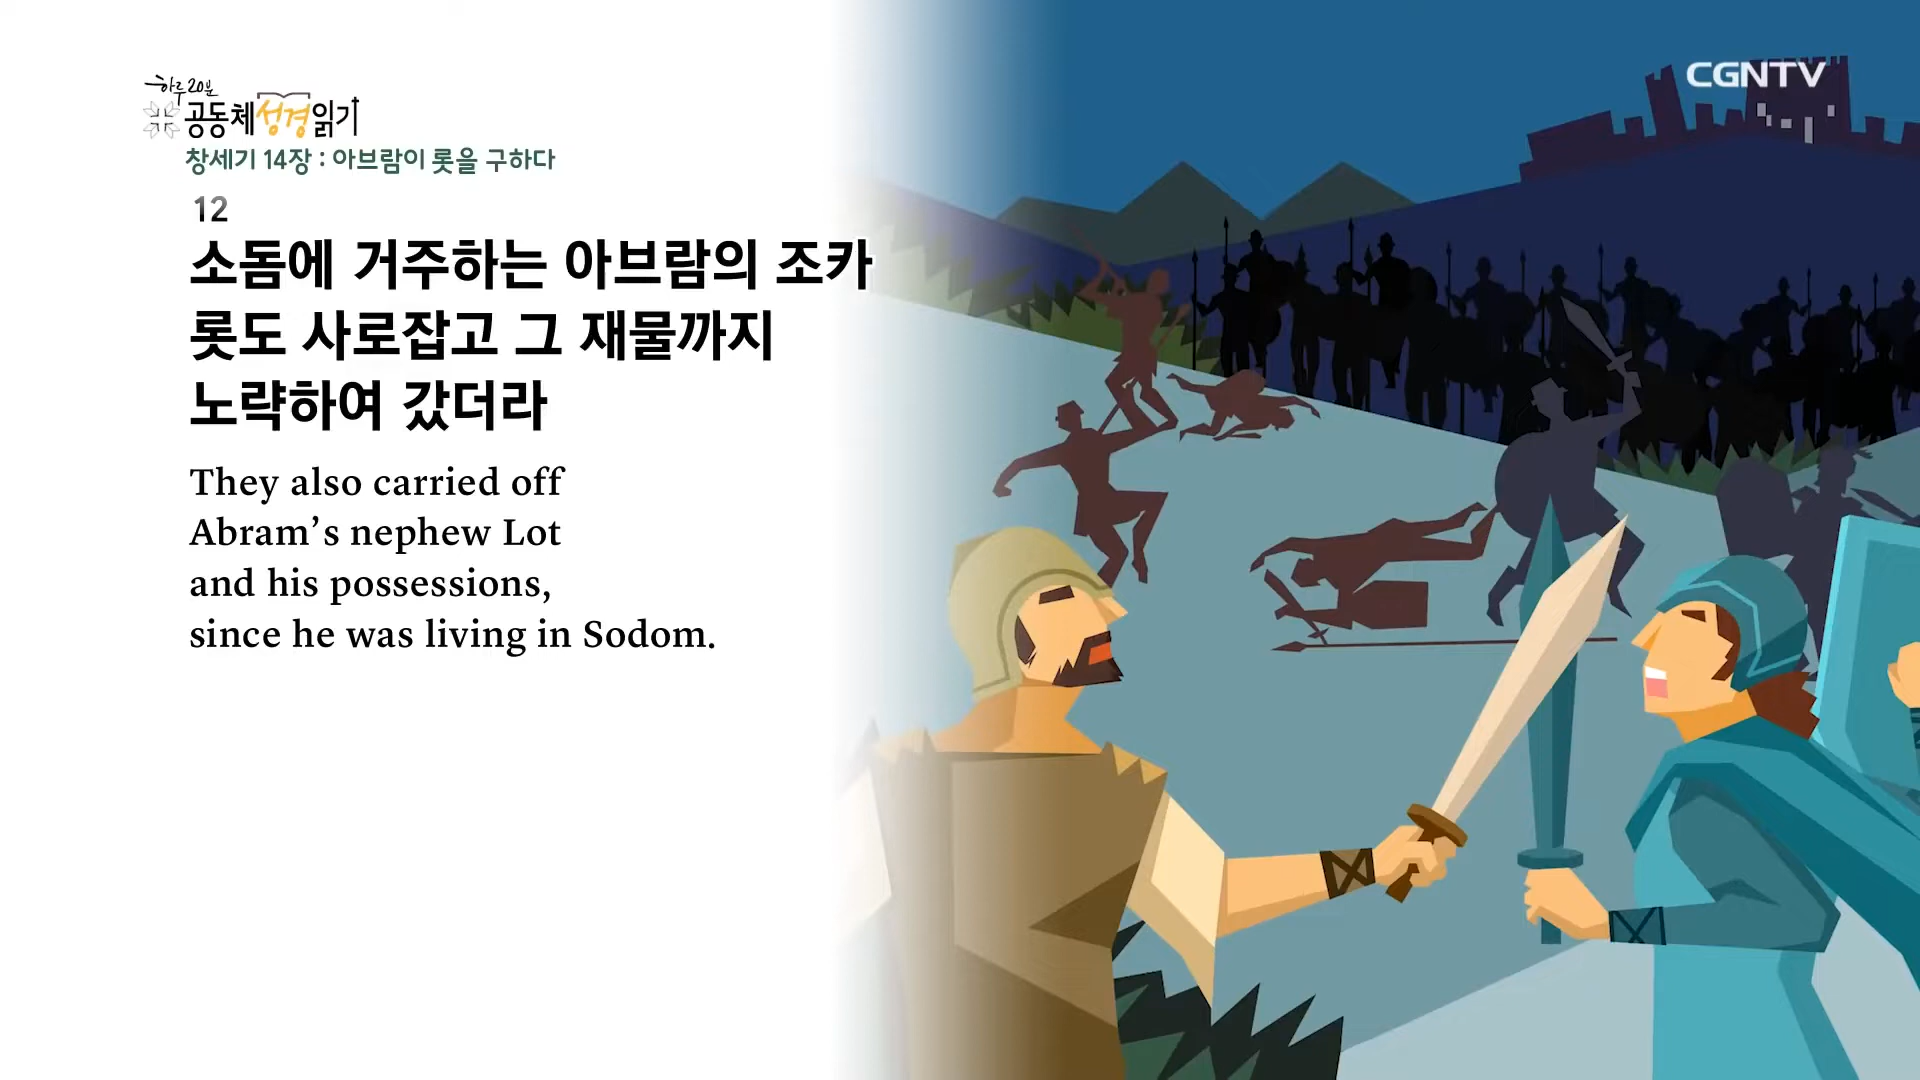 하루 20분
공동체성경읽기
CGNTV
창세기 14장 : 아브람이 롯을 구하다
12
소돔에 거주하는 아브람의 조카
롯도 사로잡고 그 재물까지
노략하여 갔더라
They also carried off
Abram’s nephew Lot
and his possessions,
since he was living in Sodom.